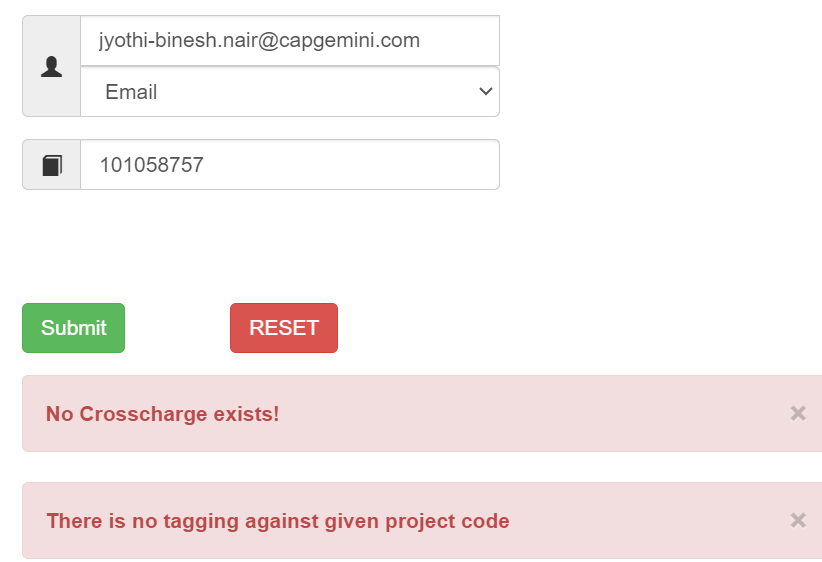 jyothi-binesh.nair@capgemini.com
Email
101058757
Submit
RESET
No Crosscharge exists! ×
There is no tagging against given project code ×